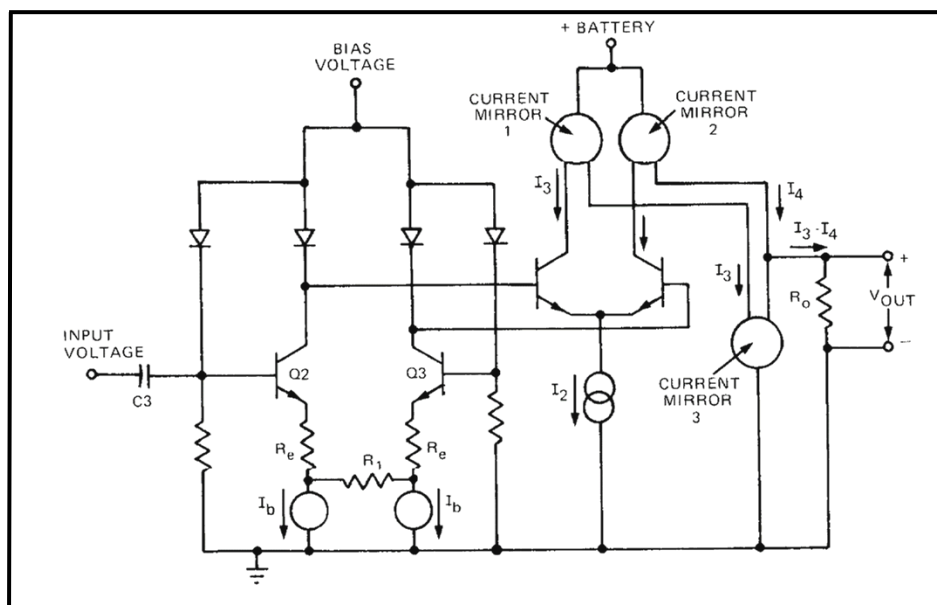 + BATTERY
BIAS
VOLTAGE
CURRENT
MIRROR
1
CURRENT
MIRROR
2
I3
I4
I3 - I4
I3
+
Ro
VOUT
−
INPUT
VOLTAGE
C3
Q2
Q3
I2
CURRENT
MIRROR
3
Re
R1
Re
Ib
Ib